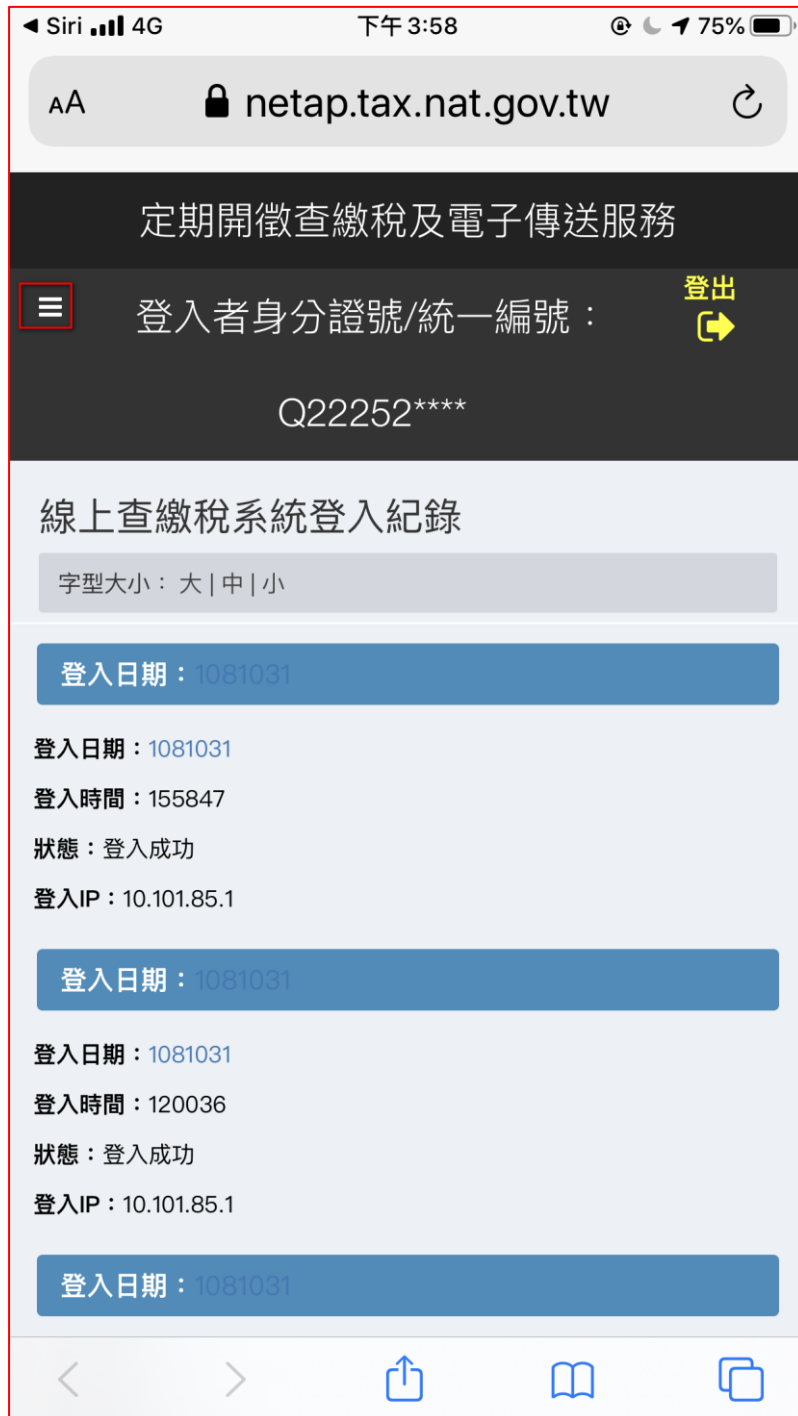 Siri 4G 下午3:58 75%
AA netap.tax.nat.gov.tw
定期開徵查繳稅及電子傳送服務
登出
登入者身分證號/統一編號：
Q22252****
線上查繳稅系統登入紀錄
字型大小： 大 | 中 | 小
登入日期：1081031
登入日期：1081031
登入時間：155847
狀態：登入成功
登入IP：10.101.85.1
登入日期：1081031
登入日期：1081031
登入時間：120036
狀態：登入成功
登入IP：10.101.85.1
登入日期：1081031